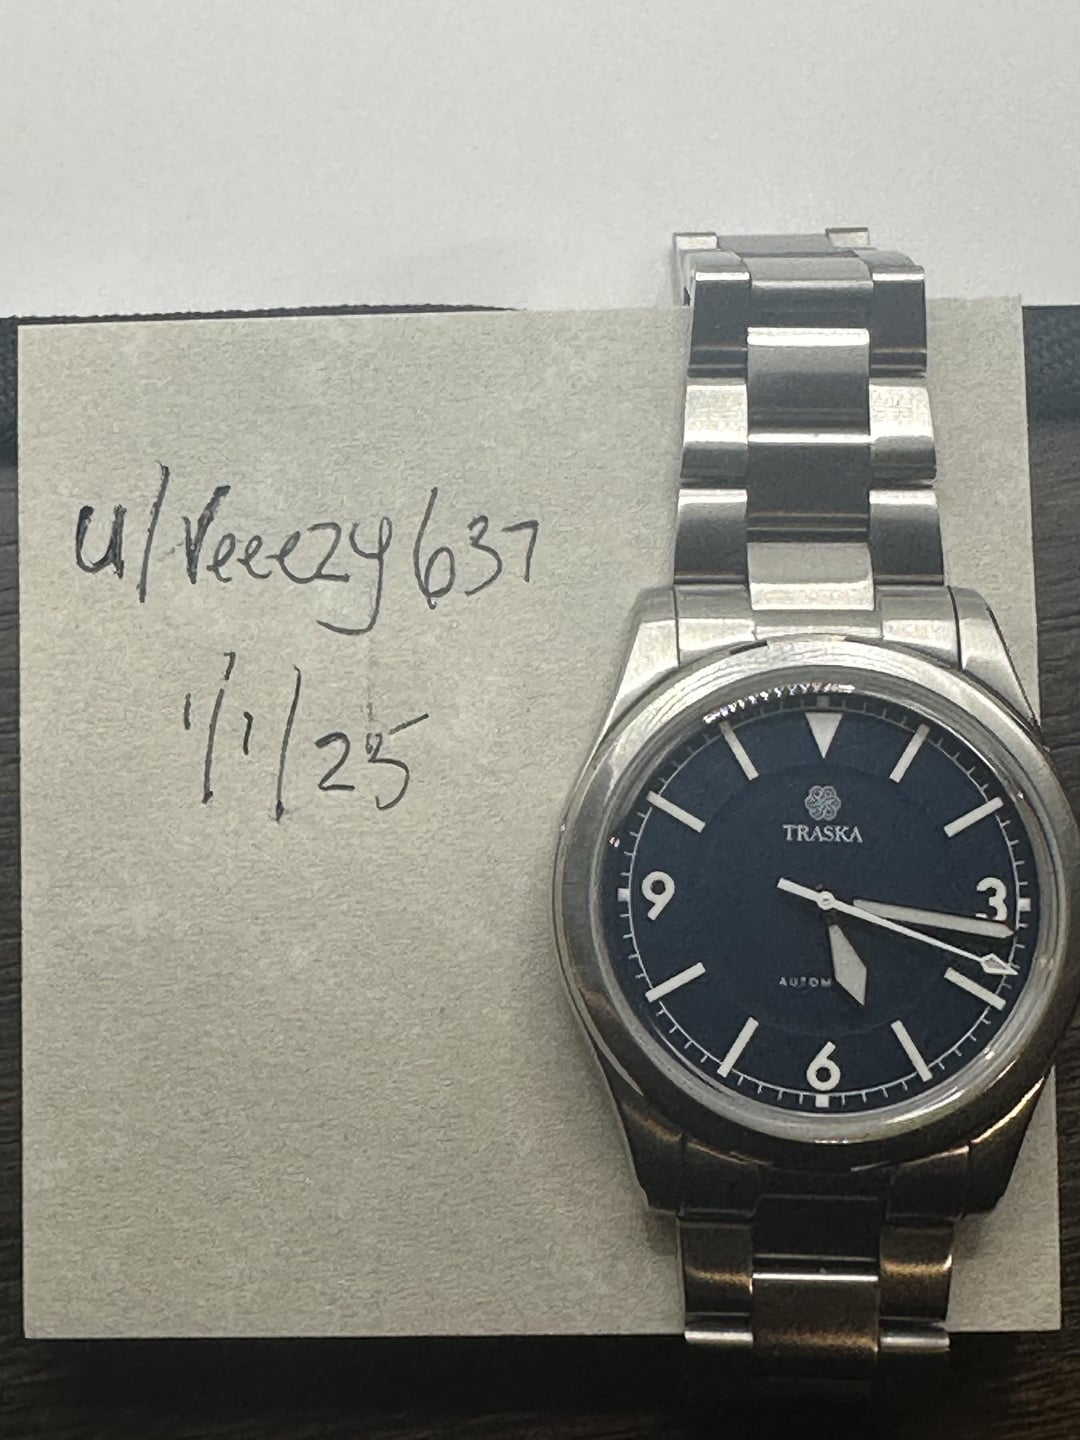 u/Veeezy637
1/1/25
TRASKA
9
3
AUTOM
6